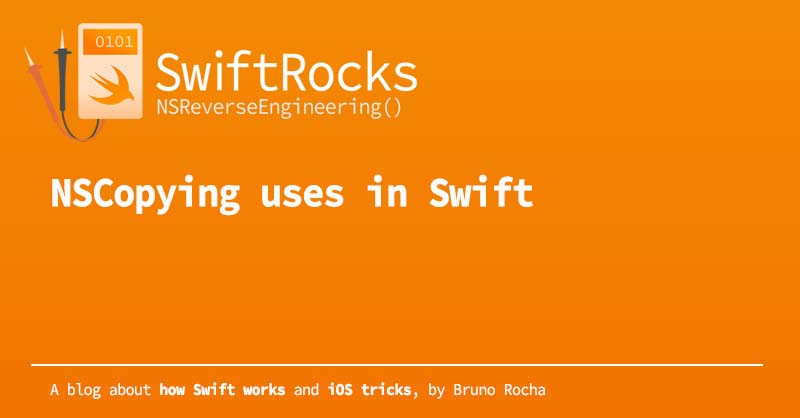 0101
SwiftRocks
NSReverseEngineering()
NSCopying uses in Swift
A blog about how Swift works and iOS tricks, by Bruno Rocha